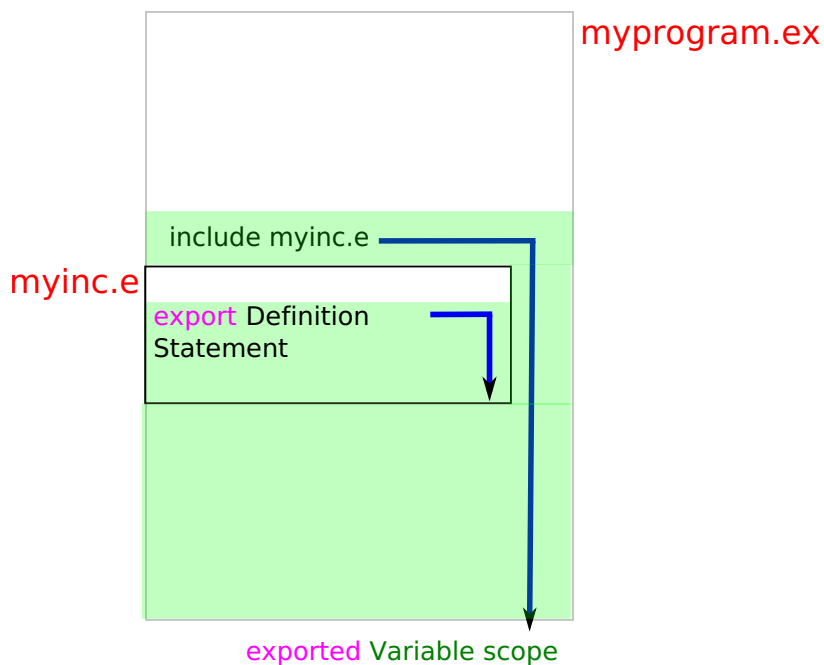 myprogram.ex
include myinc.e
myinc.e
export Definition
Statement
exported Variable scope